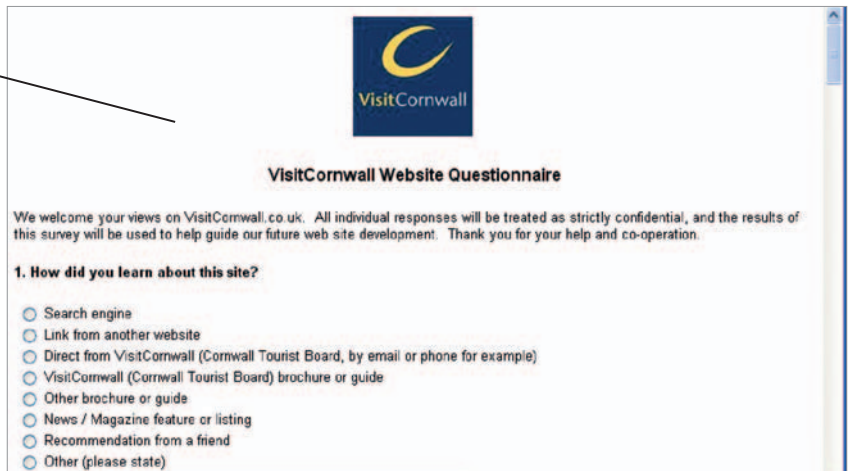 VisitCornwall
VisitCornwall Website Questionnaire
We welcome your views on VisitCornwall.co.uk. All individual responses will be treated as strictly confidential, and the results of
this survey will be used to help guide our future web site development. Thank you for your help and co-operation.
1. How did you learn about this site?
Search engine
Link from another website
Direct from VisitCornwall (Cornwall Tourist Board, by email or phone for example)
VisitCornwall (Cornwall Tourist Board) brochure or guide
Other brochure or guide
News / Magazine feature or listing
Recommendation from a friend
Other (please state)